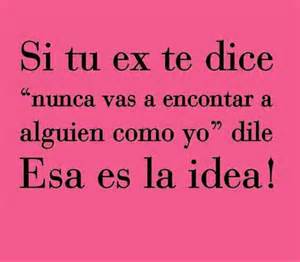 Si tu ex te dice
“nunca vas a encontar a
alguien como yo” dile
Esa es la idea!